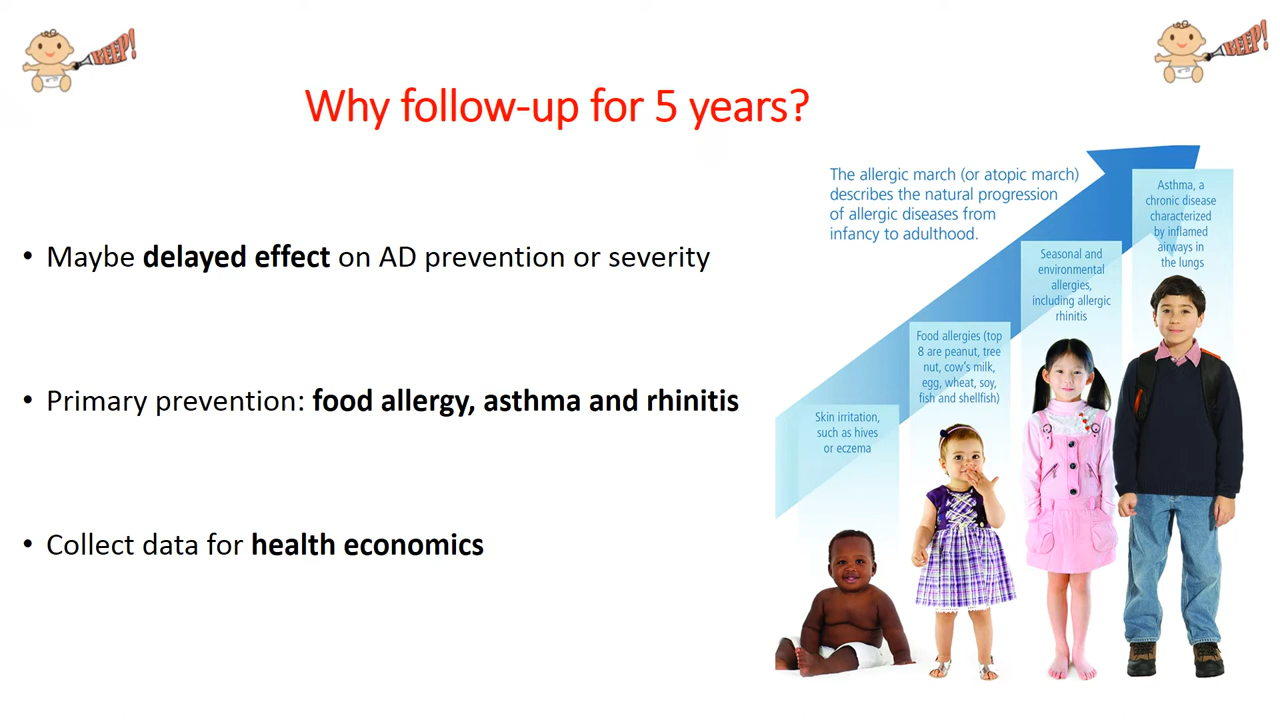 BEEP!
BEEP!
Why follow-up for 5 years?
• Maybe delayed effect on AD prevention or severity
• Primary prevention: food allergy, asthma and rhinitis
• Collect data for health economics
The allergic march (or atopic march)
describes the natural progression
of allergic diseases from
infancy to adulthood.
Skin irritation,
such as hives
or eczema
Food allergies (top
8 are peanut, tree
nut, cow's milk,
egg, wheat, soy,
fish and shellfish)
Seasonal and
environmental
allergies,
including allergic
rhinitis
Asthma, a
chronic disease
characterized
by inflamed
airways in
the lungs